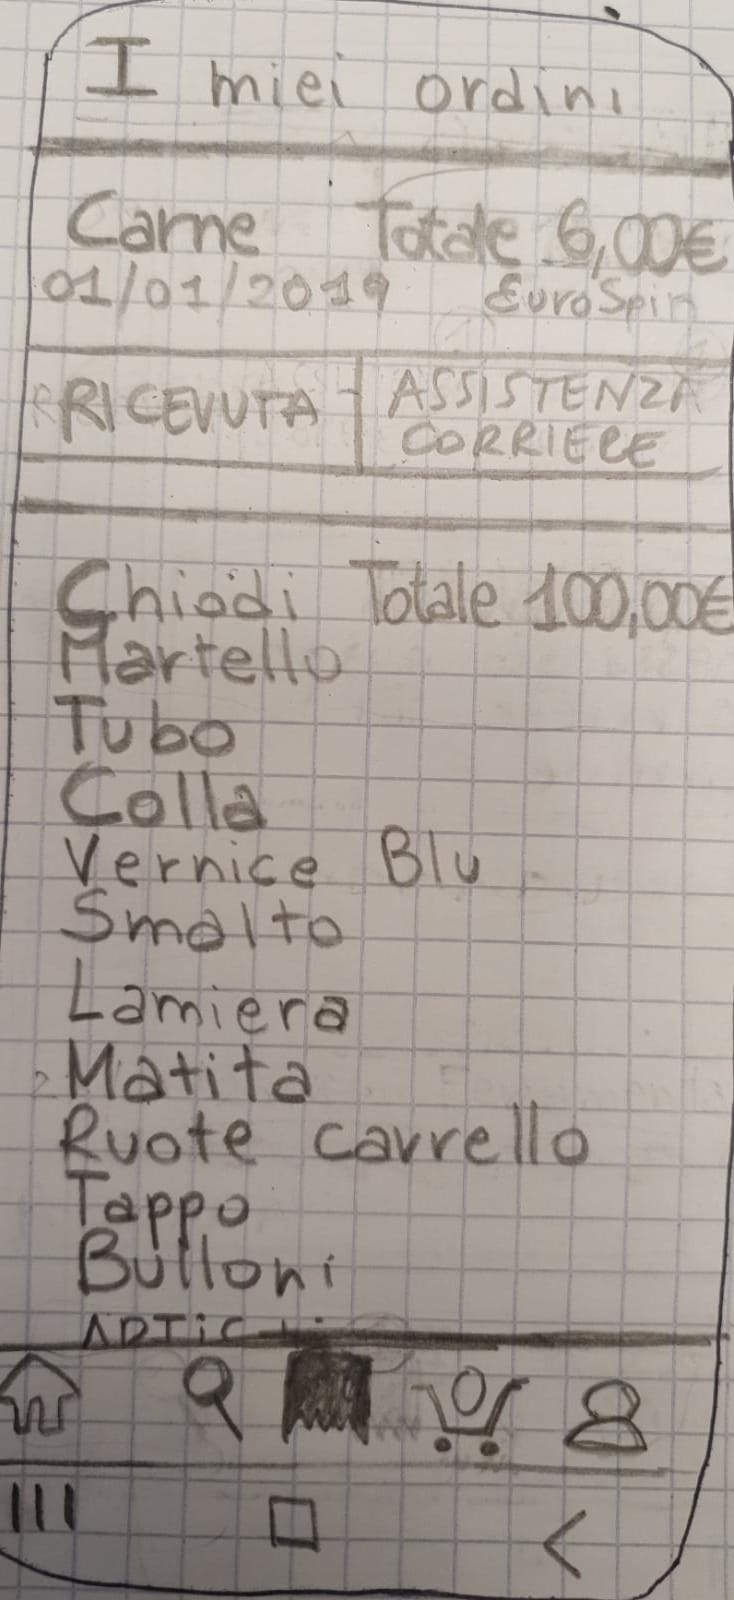 I miei ordini
Carne Totale 6,00€
01/01/2019 EuroSpin
RICEVUTA ASSISTENZA
CORRIERE
Chiodi Totale 100,00€
Martello
Tubo
Colla
Vernice Blu
Smalto
Lamiera
Matita
Ruote carrello
Tappo
Bulloni